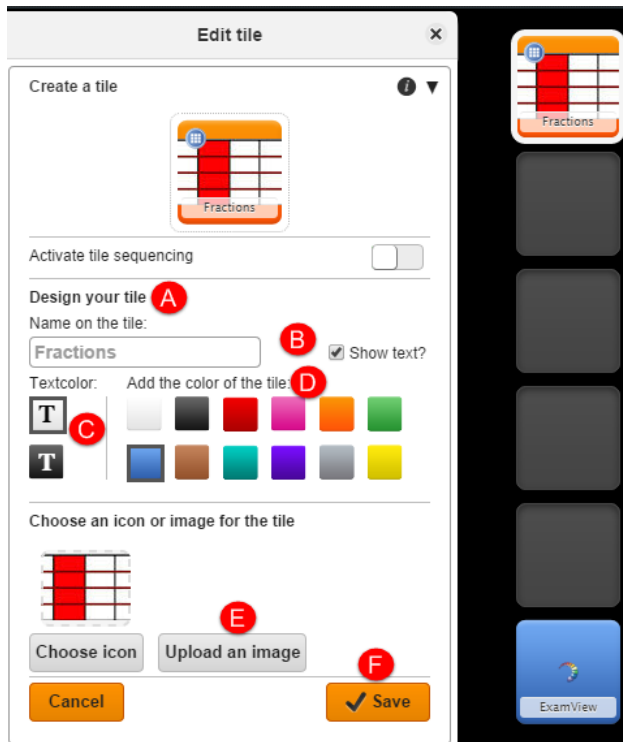 Edit tile ×
Create a tile i ▼
Fractions
Fractions
Activate tile sequencing
Design your tile A
Name on the tile:
Fractions
B
Show text?
Textcolor:
Add the color of the tile:
D
T
C
T
Choose an icon or image for the tile
E
Choose icon
Upload an image
F
Cancel
Save
ExamView